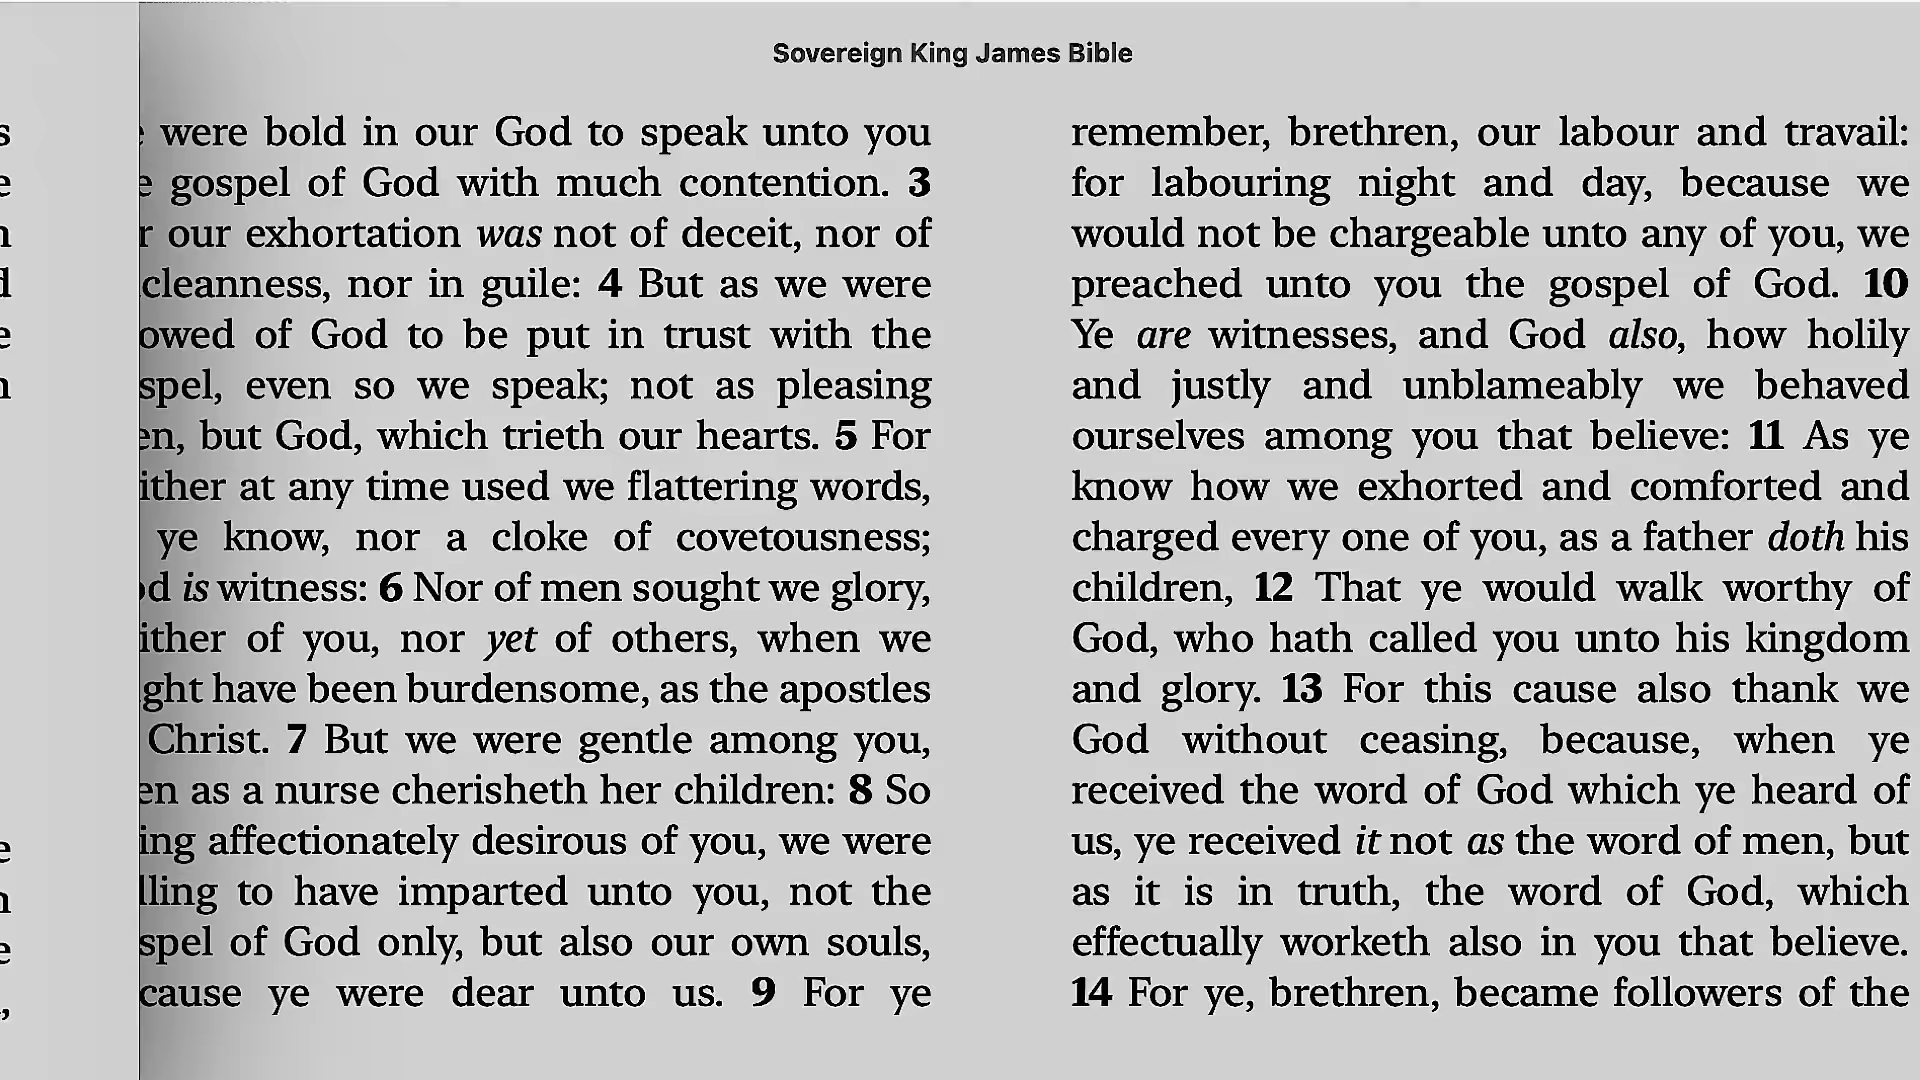 Sovereign King James Bible
were bold in our God to speak unto you
gospel of God with much contention. 3
our exhortation was not of deceit, nor of
cleanness, nor in guile: 4 But as we were
owed of God to be put in trust with the
spel, even so we speak; not as pleasing
en, but God, which trieth our hearts. 5 For
ither at any time used we flattering words,
ye know, nor a cloke of covetousness;
d is witness: 6 Nor of men sought we glory,
ither of you, nor yet of others, when we
ght have been burdensome, as the apostles
Christ. 7 But we were gentle among you,
en as a nurse cherisheth her children: 8 So
ing affectionately desirous of you, we were
lling to have imparted unto you, not the
spel of God only, but also our own souls,
cause ye were dear unto us. 9 For ye
remember, brethren, our labour and travail:
for labouring night and day, because we
would not be chargeable unto any of you, we
preached unto you the gospel of God. 10
Ye are witnesses, and God also, how holily
and justly and unblameably we behaved
ourselves among you that believe: 11 As ye
know how we exhorted and comforted and
charged every one of you, as a father doth his
children, 12 That ye would walk worthy of
God, who hath called you unto his kingdom
and glory. 13 For this cause also thank we
God without ceasing, because, when ye
received the word of God which ye heard of
us, ye received it not as the word of men, but
as it is in truth, the word of God, which
effectually worketh also in you that believe.
14 For ye, brethren, became followers of the